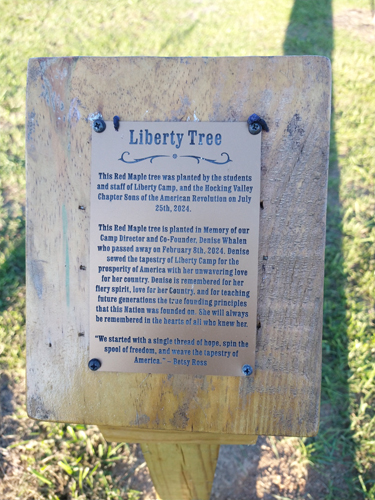 Liberty Tree
This Red Maple tree was planted by the students
and staff of Liberty Camp, and the Hocking Valley
Chapter Sons of the American Revolution on July
25th, 2024.
This Red Maple tree is planted in Memory of our
Camp Director and Co-Founder, Denise Whalen
who passed away on February 8th, 2024. Denise
sewed the tapestry of Liberty Camp for the
prosperity of America with her unwavering love
for her country. Denise is remembered for her
fiery spirit, love for her Country, and for teaching
future generations the true founding principles
that this Nation was founded on. She will always
be remembered in the hearts of all who knew her.
"We started with a single thread of hope, spin the
spool of freedom, and weave the tapestry of
America." – Betsy Ross